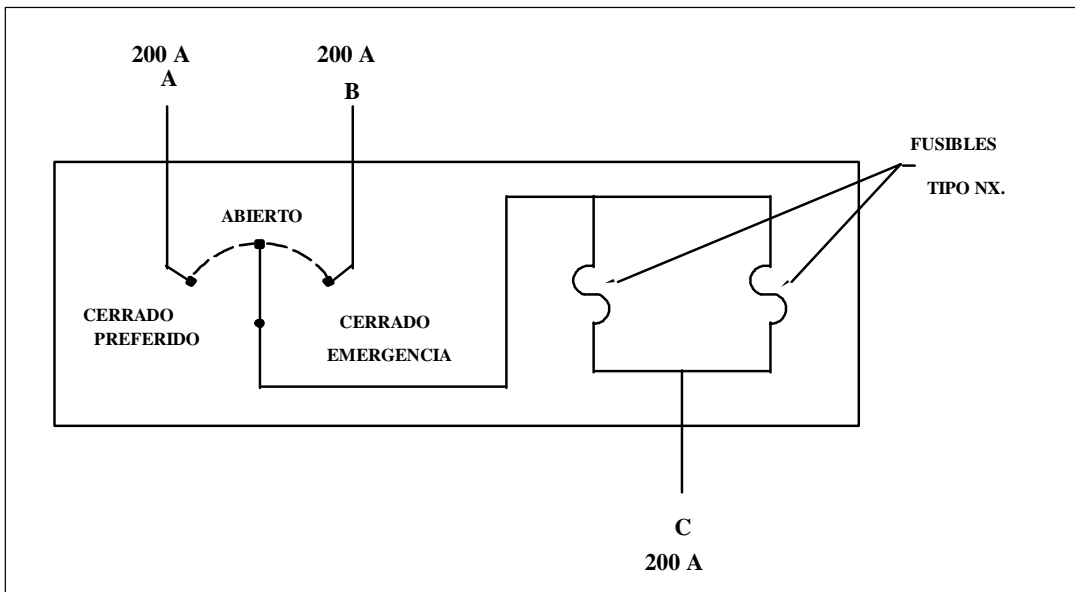 200 A
A
200 A
B
FUSIBLES
TIPO NX.
ABIERTO
CERRADO
PREFERIDO
CERRADO
EMERGENCIA
C
200 A